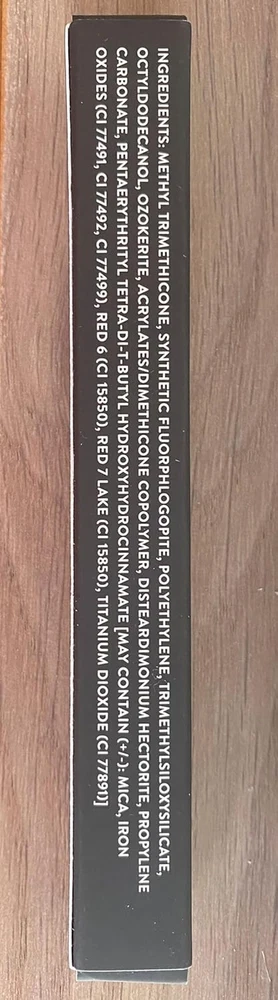 INGREDIENTS: METHYL TRIMETHICONE, SYNTHETIC FLUORPHLOGOPITE, POLYETHYLENE, TRIMETHYLSILOXYSILICATE,
OCTYLDODECANOL, OZOKERITE, ACRYLATES/DIMETHICONE COPOLYMER, DISTEARDIMONIUM HECTORITE, PROPYLENE
CARBONATE, PENTAERYTHRITYL TETRA-DI-T-BUTYL HYDROXYHYDROCINNAMATE [MAY CONTAIN (+/-): MICA, IRON
OXIDES (CI 77491, CI 77492, CI 77499), RED 6 (CI 15850), RED 7 LAKE (CI 15850), TITANIUM DIOXIDE (CI 77891)]